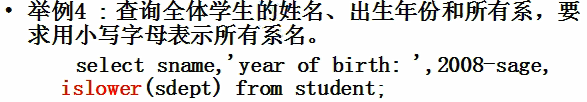 • 举例4 :查询全体学生的姓名、出生年份和所有系，要
求用小写字母表示所有系名。
select sname,’year of birth: ’,2008-sage,
islower(sdept) from student;